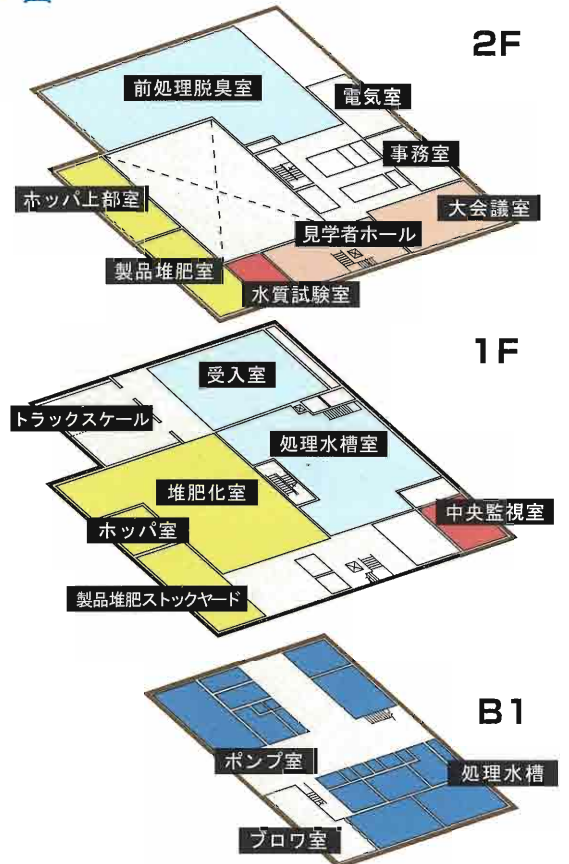 2F
前処理脱臭室
電気室
事務室
ホッパ上部室
大会議室
見学者ホール
製品堆肥室
水質試験室
1F
受入室
トラックスケール
処理水槽室
堆肥化室
中央監視室
ホッパ室
製品堆肥ストックヤード
B1
ポンプ室
処理水槽
ブロワ室